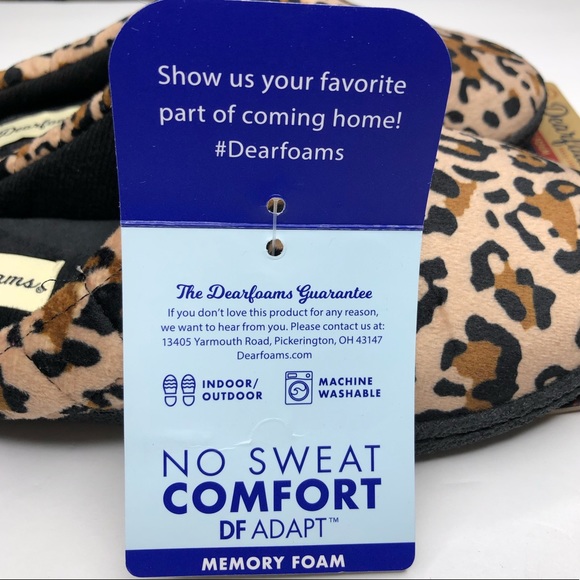 Show us your favorite
part of coming home!
#Dearfoams
The Dearfoams Guarantee
If you don't love this product for any reason,
we want to hear from you. Please contact us at:
13405 Yarmouth Road, Pickerington, OH 43147
Dearfoams.com
INDOOR/
OUTDOOR
MACHINE
WASHABLE
NO SWEAT
COMFORT
DF ADAPT™
MEMORY FOAM
Dearfoams